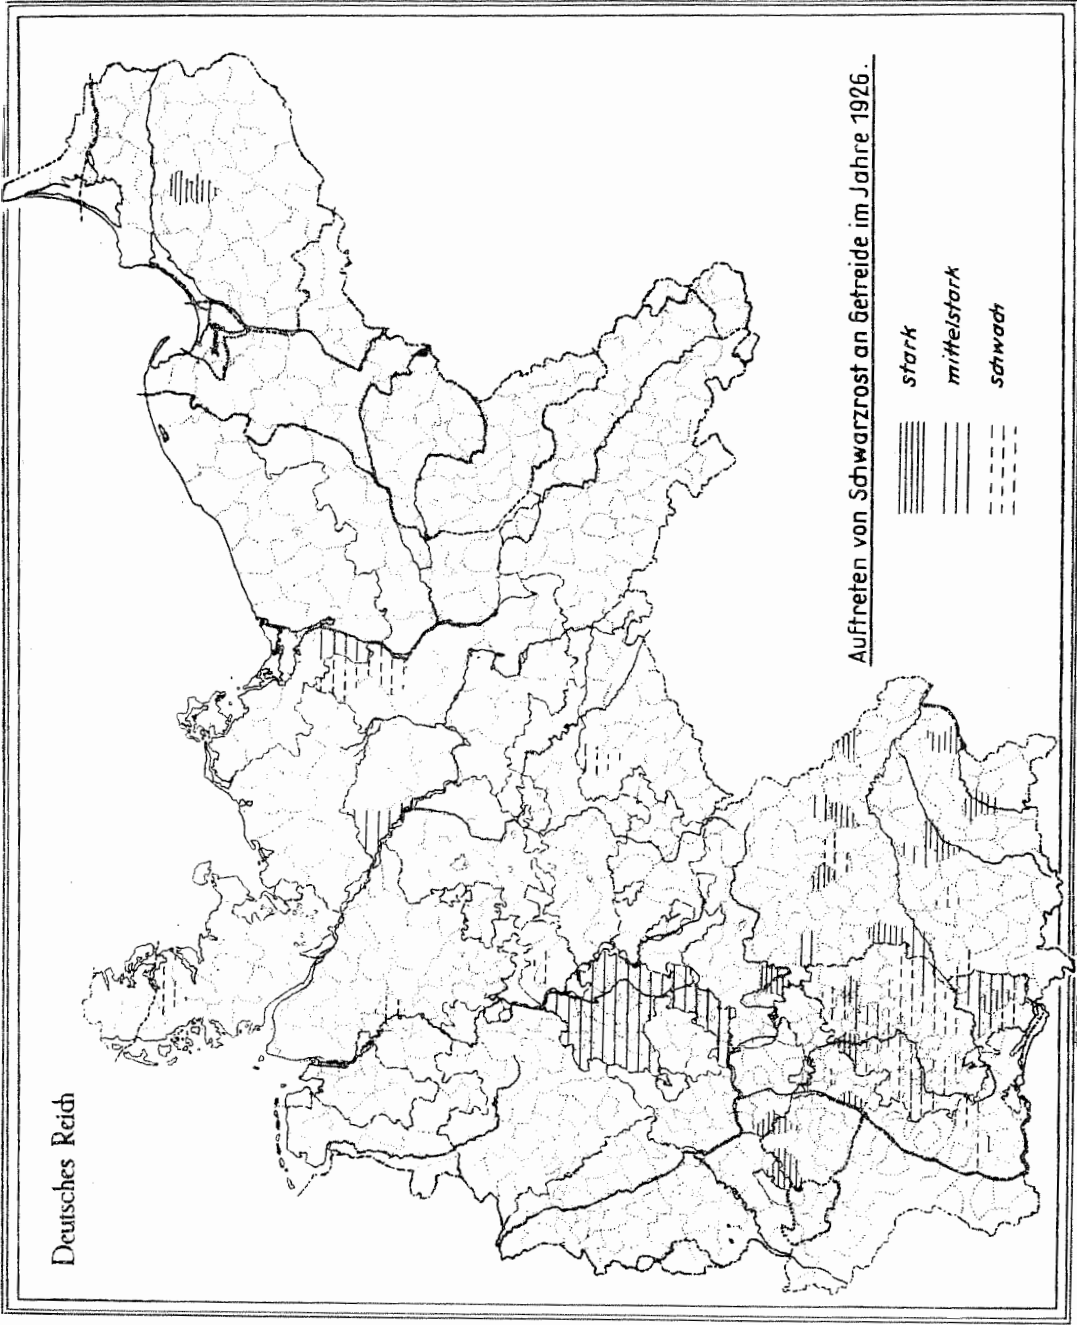 Deutsches Reich
Auftreten von Schwarzrost an Getreide im Jahre 1926.
stark
mittelstark
schwach